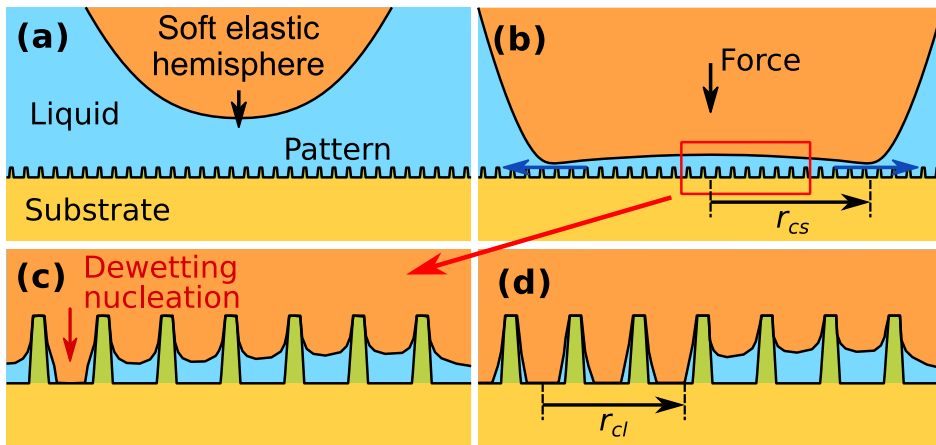 (a)
Soft elastic
hemisphere
Liquid
Pattern
Substrate
(b)
Force
r_cs
(c)
Dewetting
nucleation
(d)
r_cl